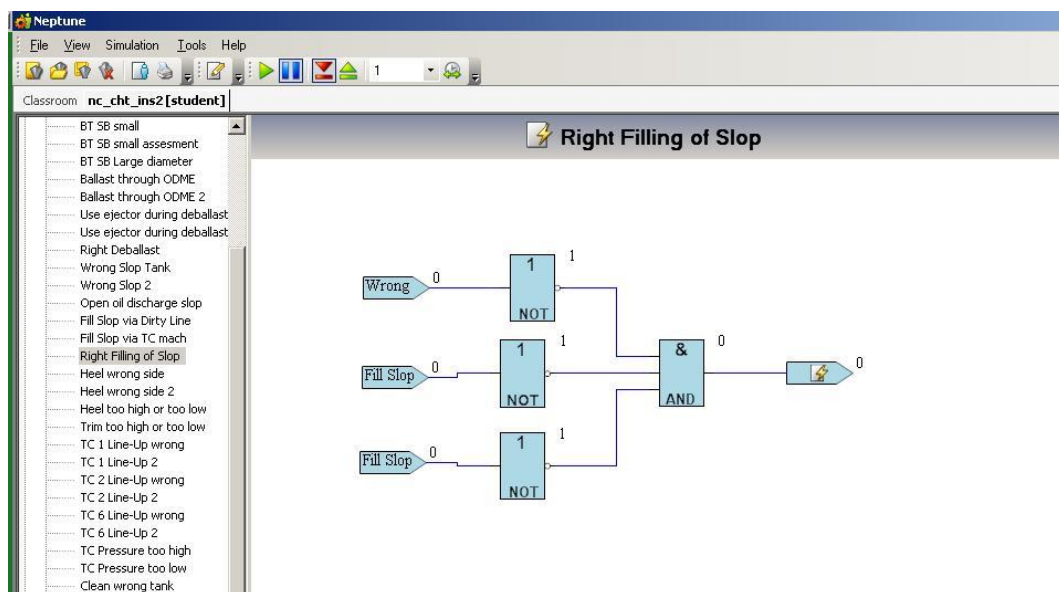 Neptune
File View Simulation Tools Help
1
Classroom nc_cht_ins2[student]
BT SB small
BT SB small assesment
BT SB Large diameter
Ballast through ODME
Ballast through ODME 2
Use ejector during deballast
Use ejector during deballast
Right Deballast
Wrong Slop Tank
Wrong Slop 2
Open oil discharge slop
Fill Slop via Dirty Line
Fill Slop via TC mach
Right Filling of Slop
Heel wrong side
Heel wrong side 2
Heel too high or too low
Trim too high or too low
TC 1 Line-Up wrong
TC 1 Line-Up 2
TC 2 Line-Up wrong
TC 2 Line-Up 2
TC 6 Line-Up wrong
TC 6 Line-Up 2
TC Pressure too high
TC Pressure too low
Clean wrong tank
Right Filling of Slop
Wrong 0
1 1
NOT
Fill Slop 0
1 1
NOT
Fill Slop 0
1 1
NOT
& 0
AND
0